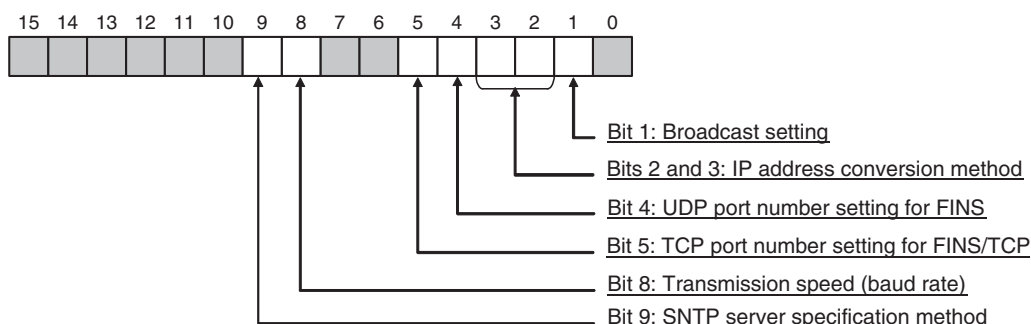 15 14 13 12 11 10 9 8 7 6 5 4 3 2 1 0
Bit 1: Broadcast setting
Bits 2 and 3: IP address conversion method
Bit 4: UDP port number setting for FINS
Bit 5: TCP port number setting for FINS/TCP
Bit 8: Transmission speed (baud rate)
Bit 9: SNTP server specification method